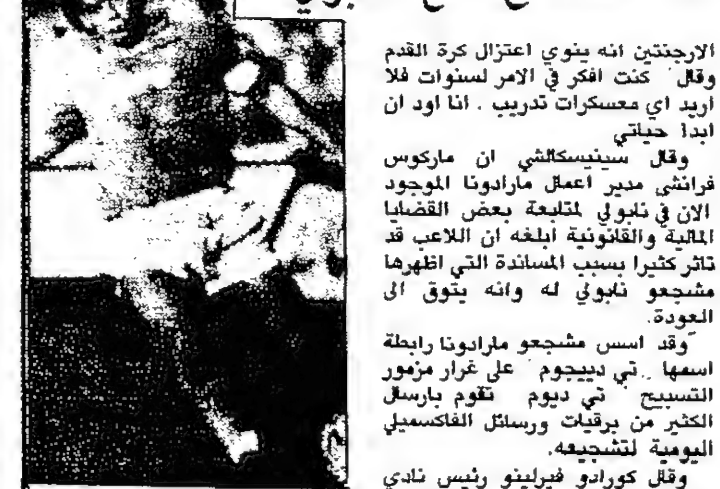 الارجنتين انه ينوي اعتزال كرة القدم
وقال كنت افكر في الامر لسنوات فلا
اريد اي معسكرات تدريب . انا اود ان
ابدا حياتي
وقال سينيسكالشي ان ماركوس
فرانشي مدير اعمال مارادونا الموجود
الان في نابولي لمتابعة بعض القضايا
المالية والقانونية ابلغه ان اللاعب قد
تاثر كثيرا بسبب المساندة التي اظهرها
مشجعو نابولي له وانه يتوق الى
العودة.
وقد اسس مشجعو مارادونا رابطة
اسمها .. تي دييجوم على غرار مزمور
التسبيح تي ديوم تقوم بارسال
الكثير من برقيات ورسائل الفاكسميلي
اليومية لتشجيعه.
وقال كورادو فيرلينو رئيس نادي